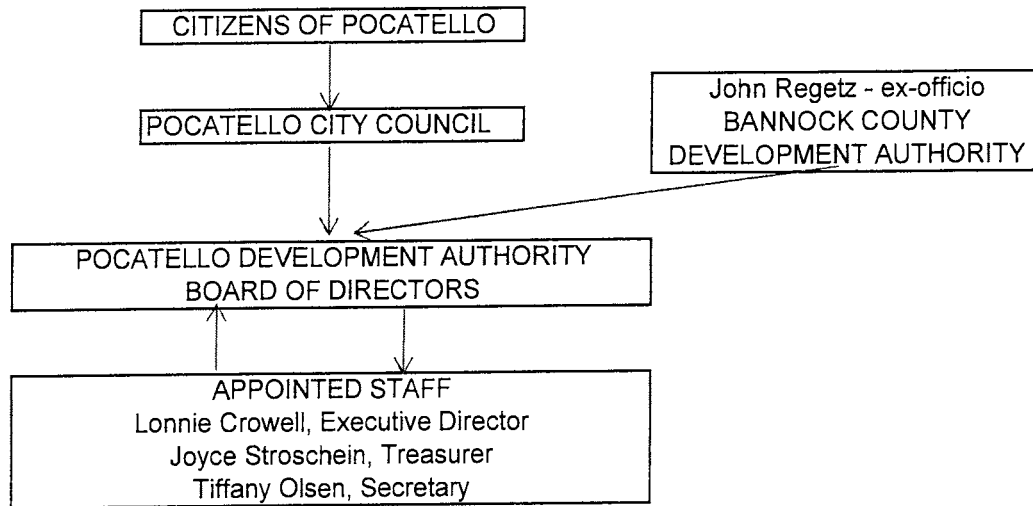 CITIZENS OF POCATELLO
POCATELLO CITY COUNCIL
John Regetz - ex-officio
BANNOCK COUNTY
DEVELOPMENT AUTHORITY
POCATELLO DEVELOPMENT AUTHORITY
BOARD OF DIRECTORS
APPOINTED STAFF
Lonnie Crowell, Executive Director
Joyce Stroschein, Treasurer
Tiffany Olsen, Secretary